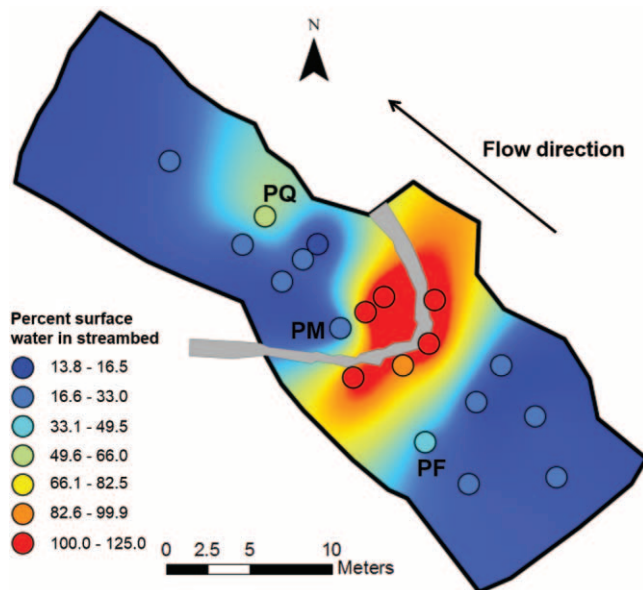 N
Flow direction
PQ
PM
PF
Percent surface
water in streambed
13.8 - 16.5
16.6 - 33.0
33.1 - 49.5
49.6 - 66.0
66.1 - 82.5
82.6 - 99.9
100.0 - 125.0
0 2.5 5 10
Meters